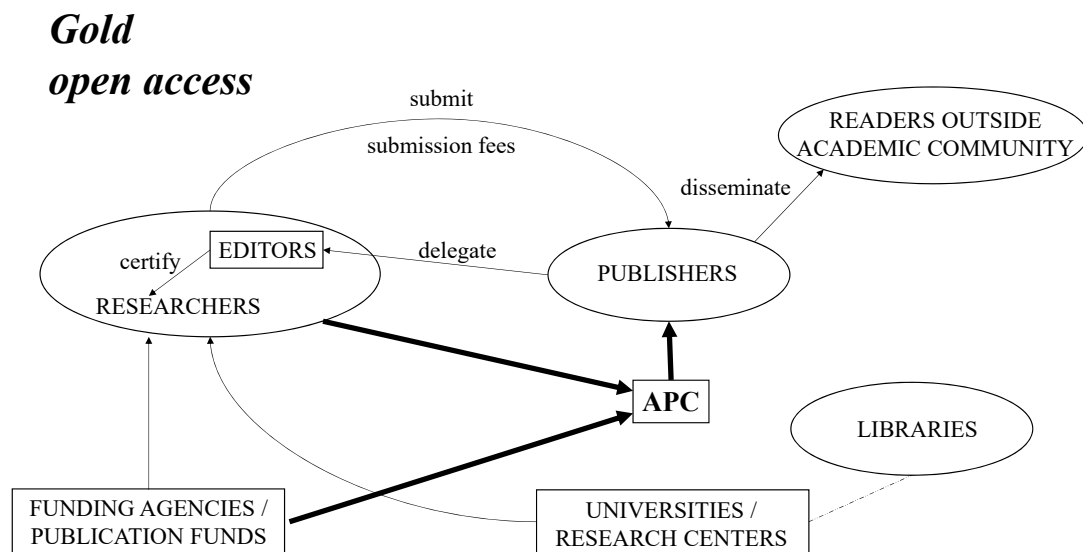 Gold
open access
submit
submission fees
READERS OUTSIDE
ACADEMIC COMMUNITY
disseminate
EDITORS
certify
delegate
PUBLISHERS
RESEARCHERS
APC
LIBRARIES
FUNDING AGENCIES /
PUBLICATION FUNDS
UNIVERSITIES /
RESEARCH CENTERS